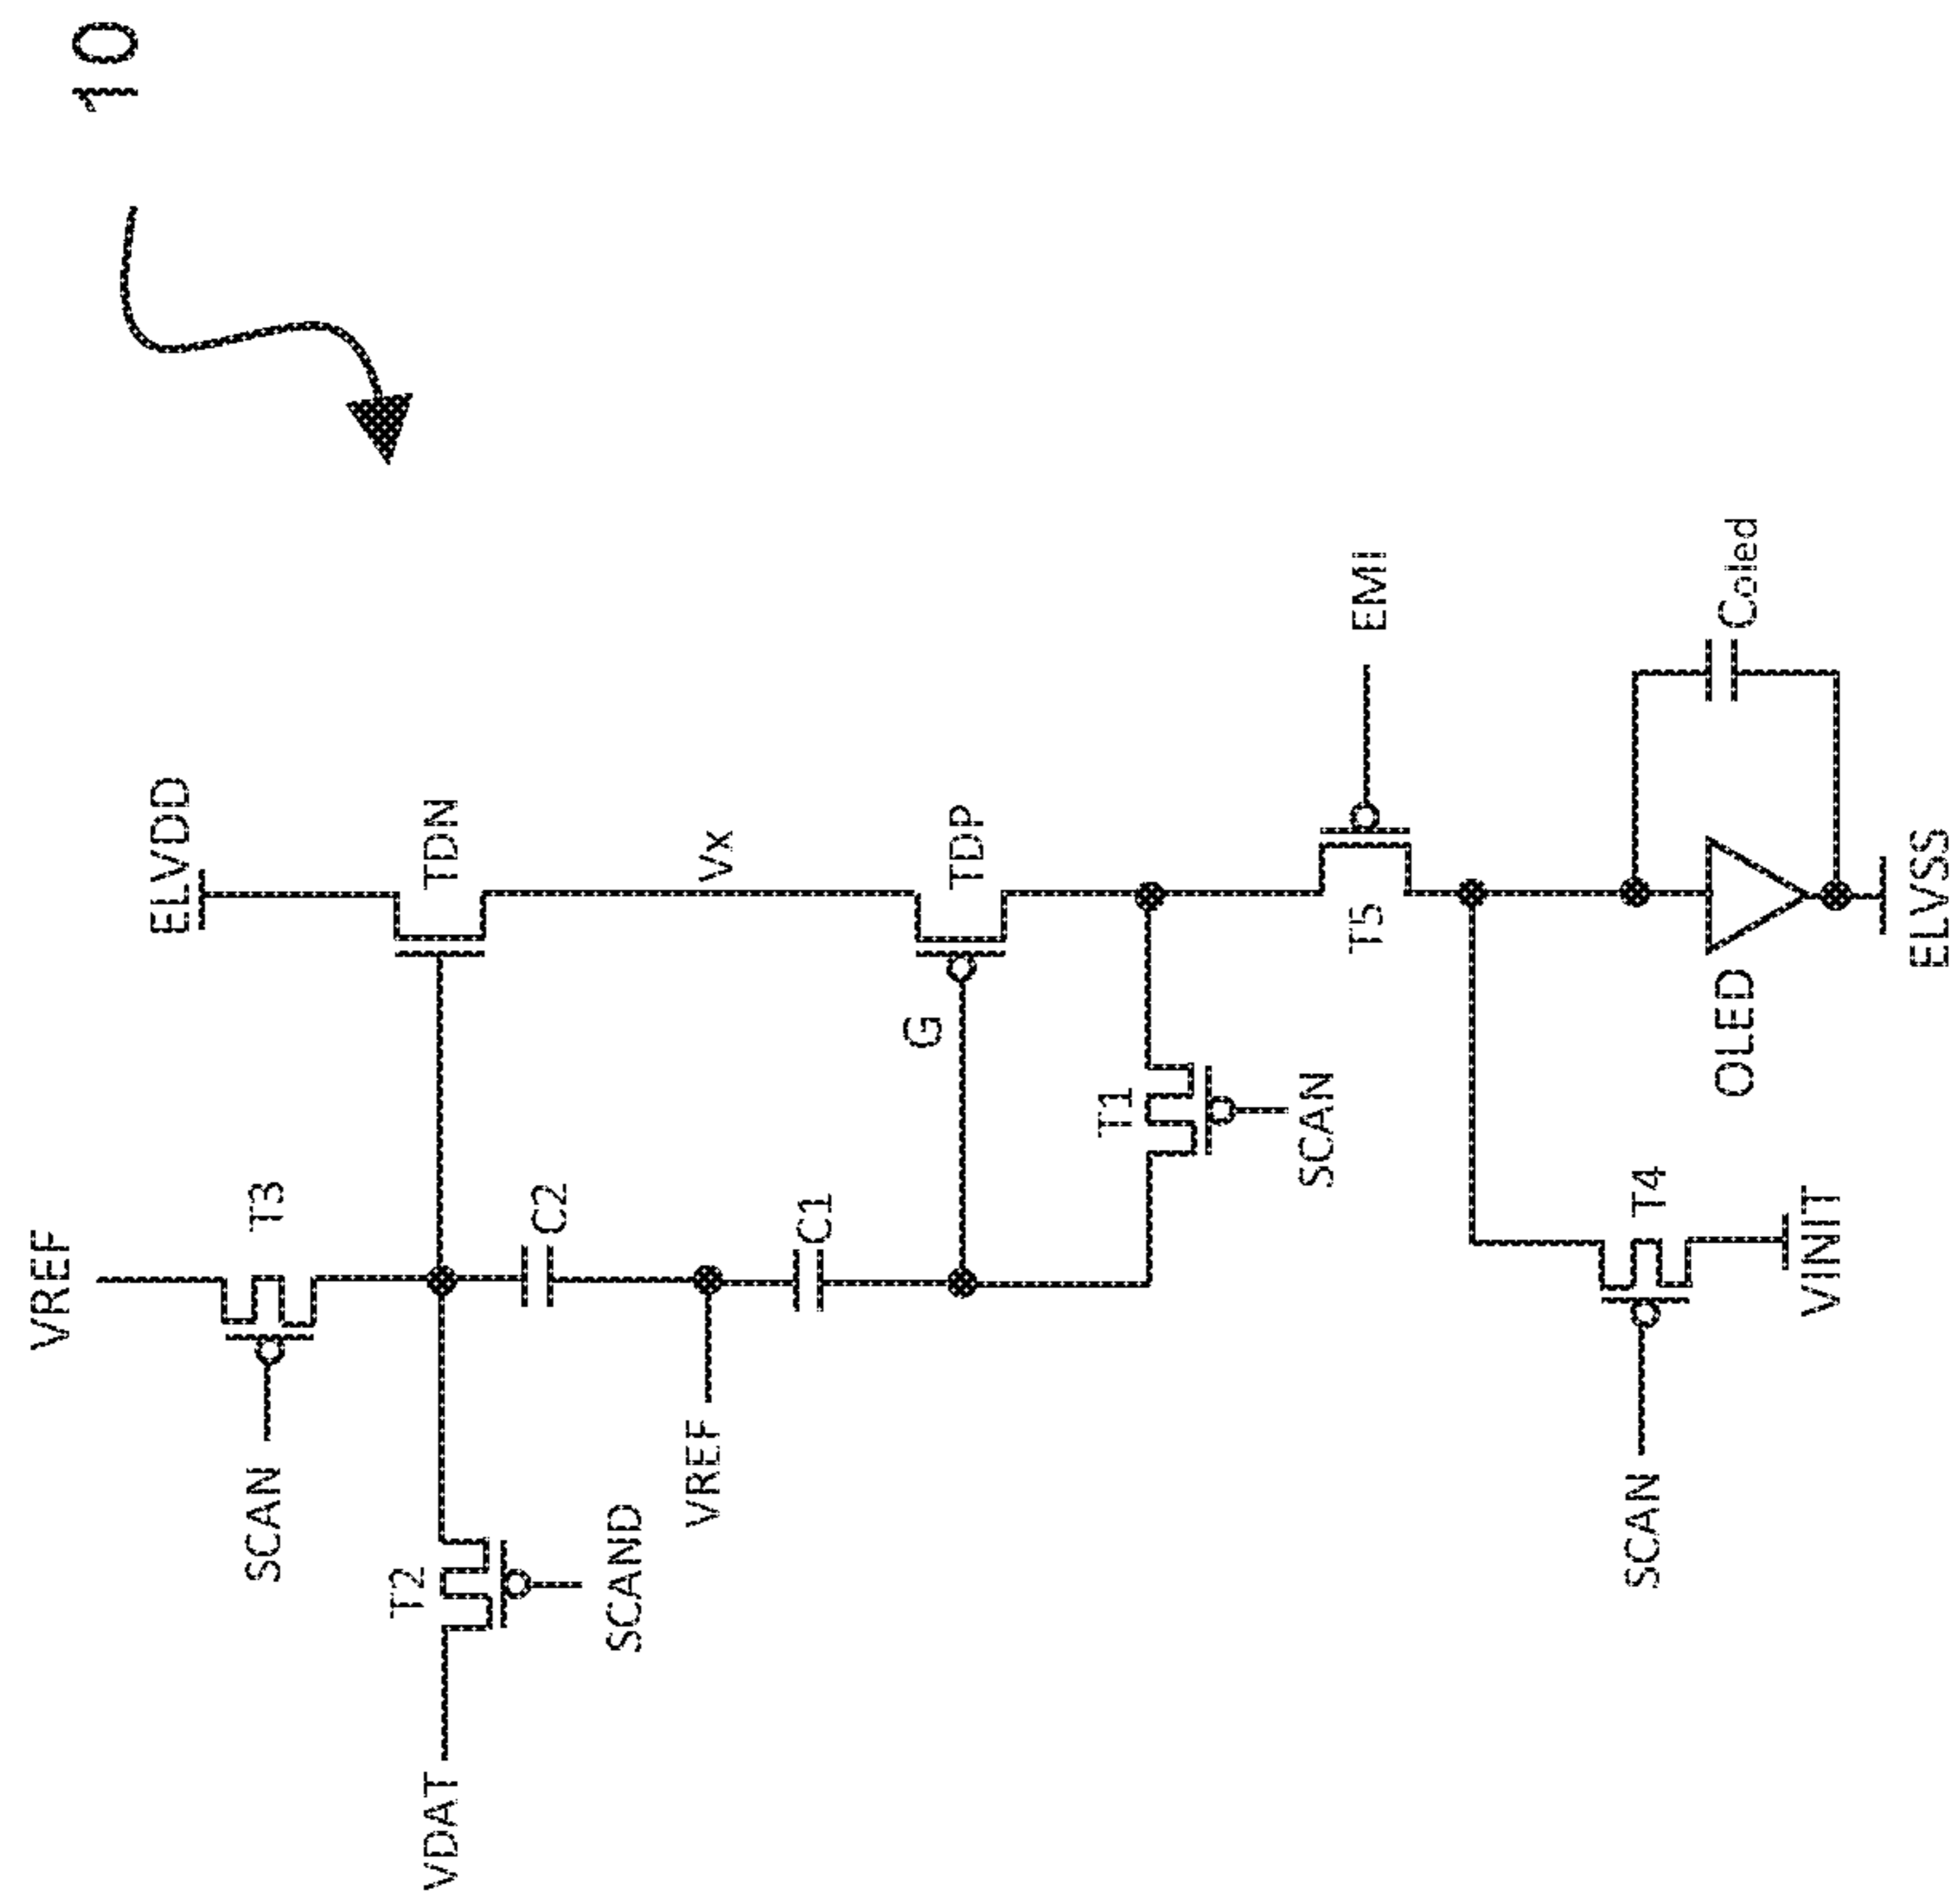 10
VREF
ELVDD
T3
SCAN
TDN
T2
VDAT
C2
SCAND
Vx
VREF
C1
G
TDP
T1
SCAN
EMI
T5
T4
SCAN
Coled
OLED
VINIT
ELVSS